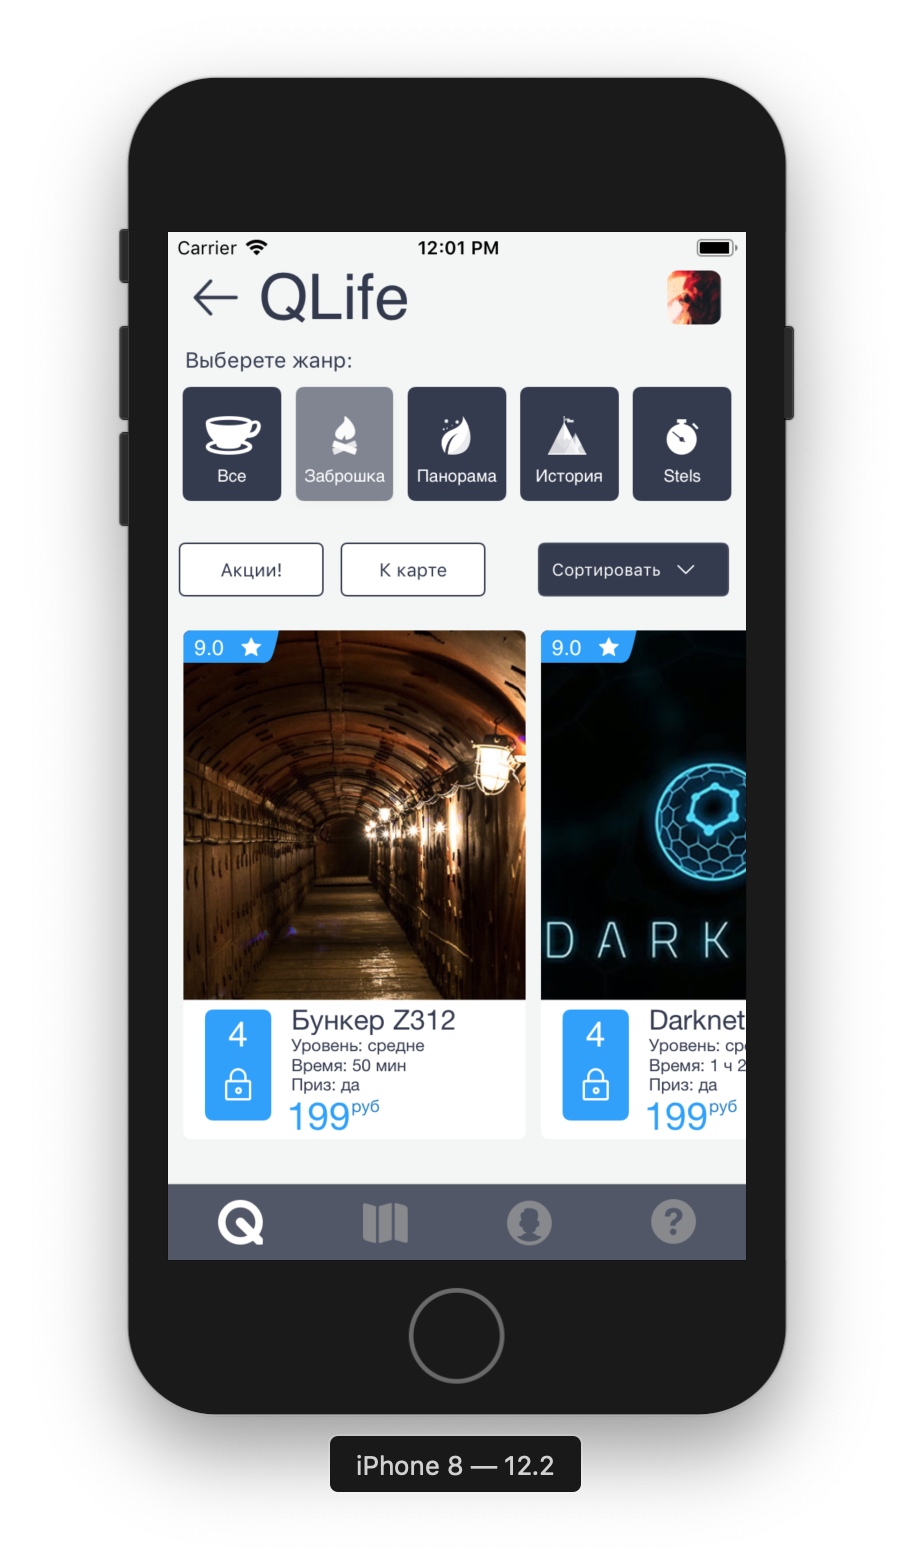 Carrier 12:01 PM
QLife
Выберете жанр:
Все Заброшка Панорама История Stels
Акции! К карте Сортировать
9.0 9.0
DARK
4 4
Бункер Z312 Darknet
Уровень: средне Уровень: ср
Время: 50 мин Время: 1 ч 2
Приз: да Приз: да
199руб 199руб
Q ?
iPhone 8 — 12.2